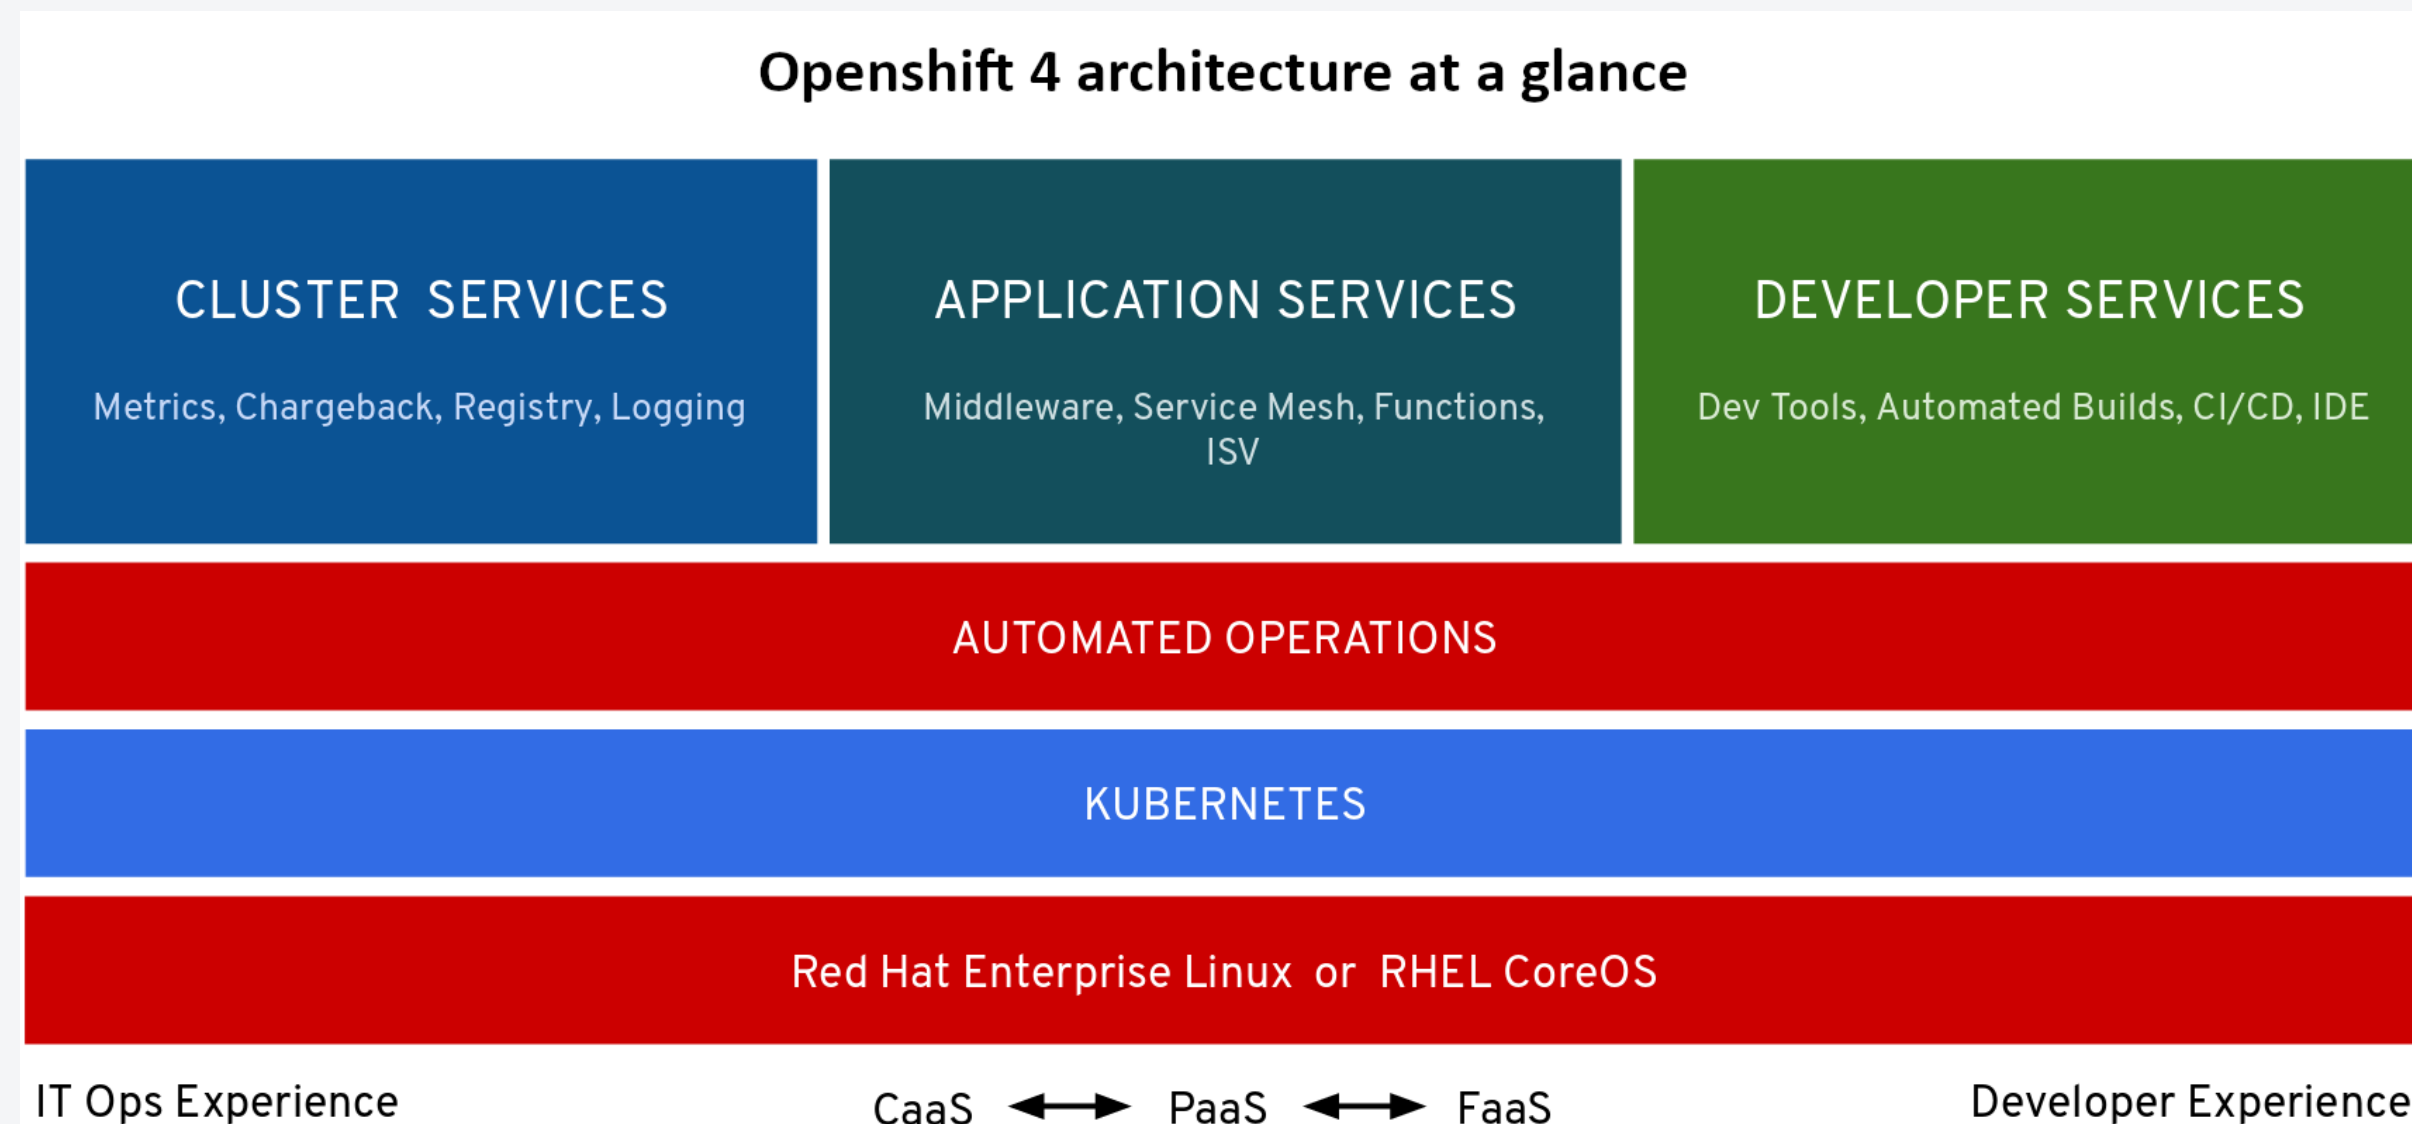 Openshift 4 architecture at a glance
CLUSTER SERVICES
Metrics, Chargeback, Registry, Logging
APPLICATION SERVICES
Middleware, Service Mesh, Functions,
ISV
DEVELOPER SERVICES
Dev Tools, Automated Builds, CI/CD, IDE
AUTOMATED OPERATIONS
KUBERNETES
Red Hat Enterprise Linux or RHEL CoreOS
IT Ops Experience
CaaS PaaS FaaS
Developer Experience